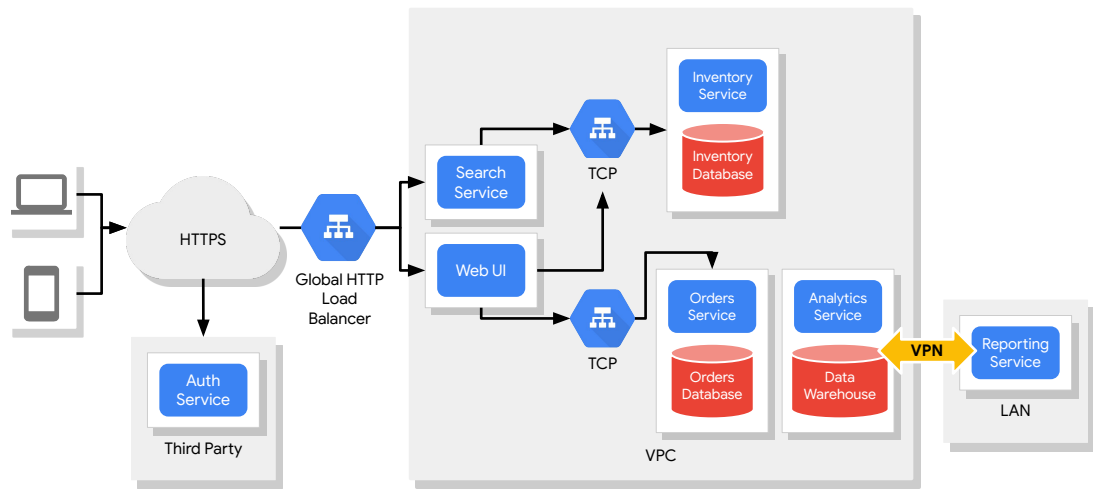 HTTPS
Global HTTP
Load
Balancer
Auth
Service
Third Party
Search
Service
Web UI
TCP
TCP
Inventory
Service
Inventory
Database
Orders
Service
Orders
Database
Analytics
Service
Data
Warehouse
VPC
VPN
Reporting
Service
LAN